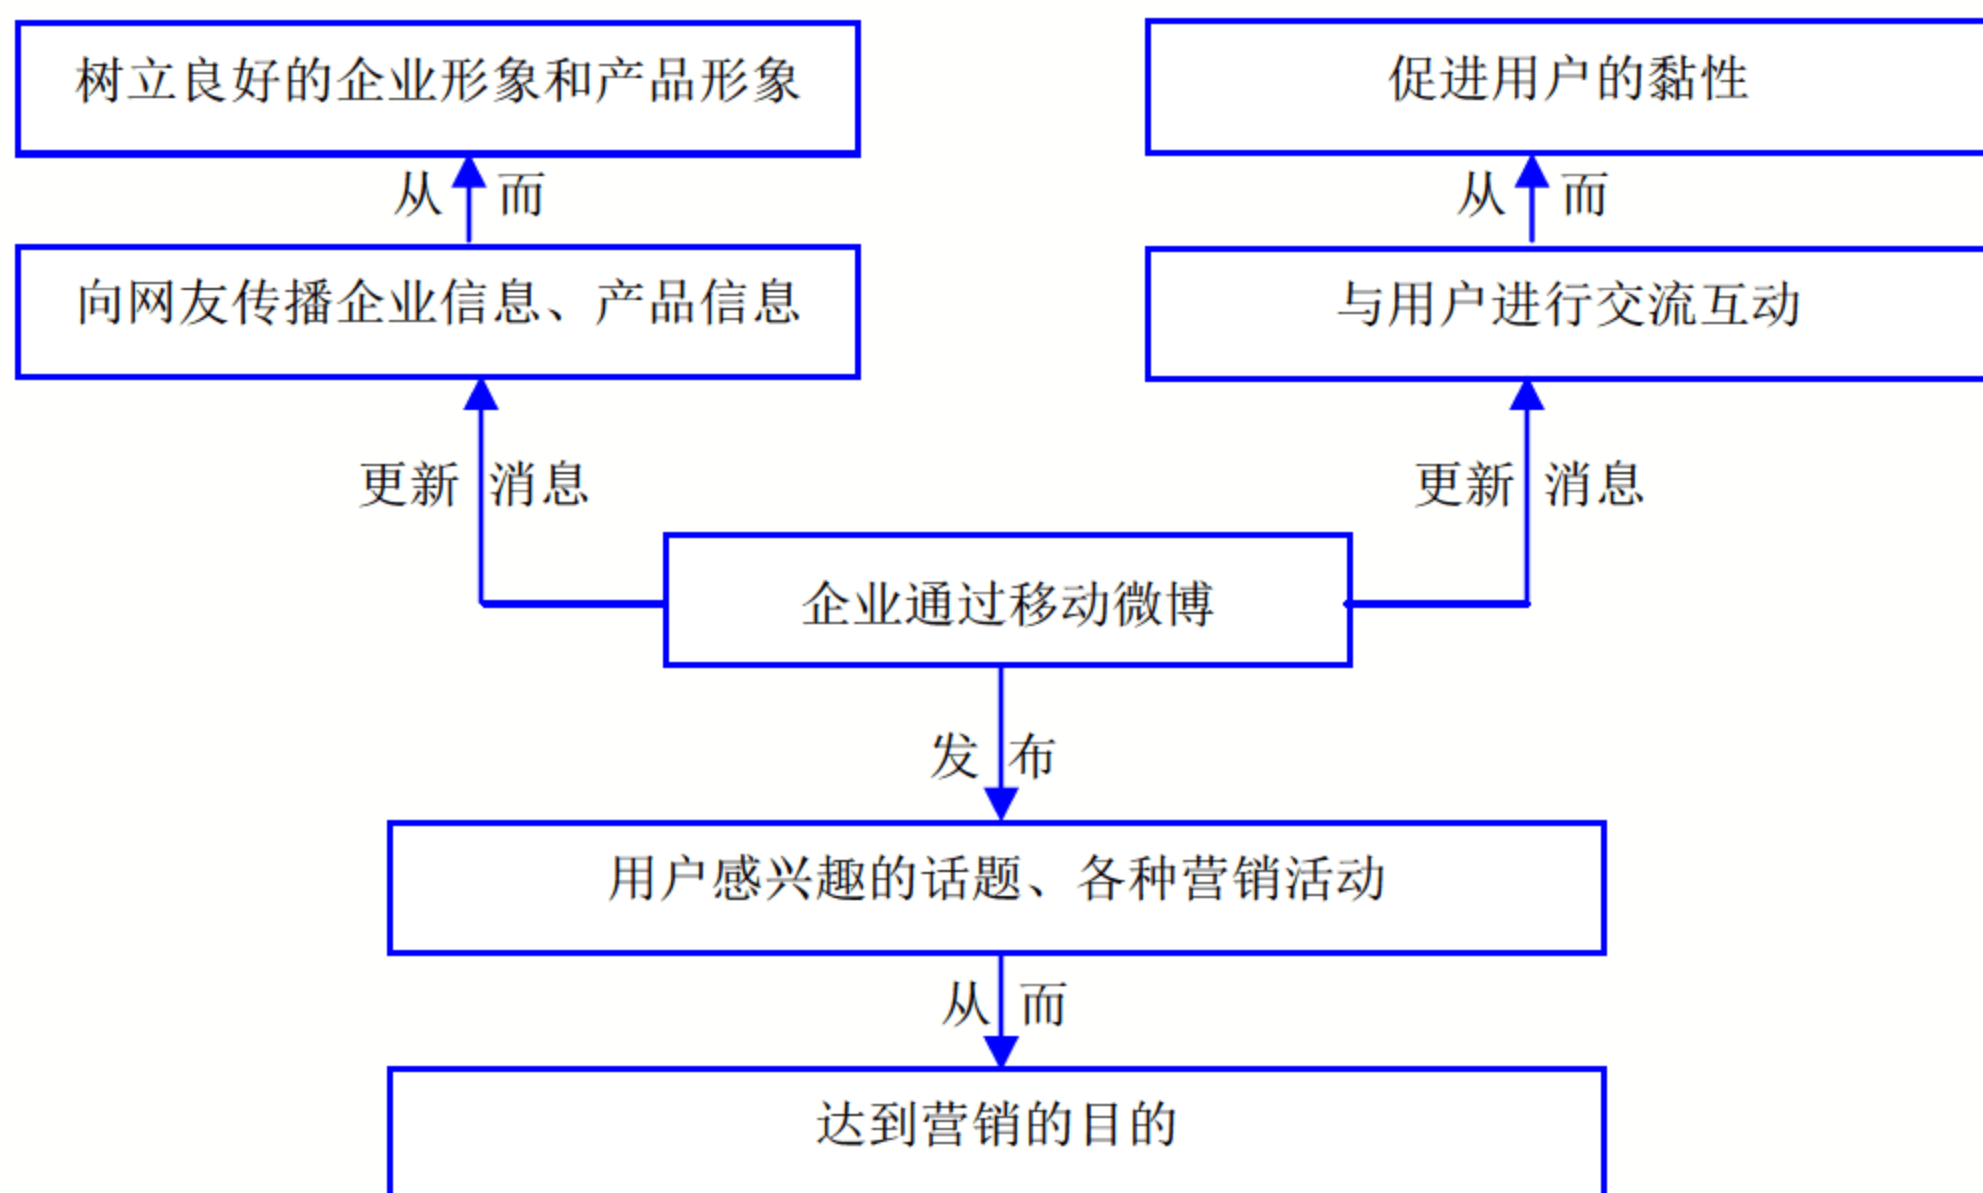 树立良好的企业形象和产品形象
促进用户的黏性
从 而
从 而
向网友传播企业信息、产品信息
与用户进行交流互动
更新 消息
更新 消息
企业通过移动微博
发 布
用户感兴趣的话题、各种营销活动
从 而
达到营销的目的